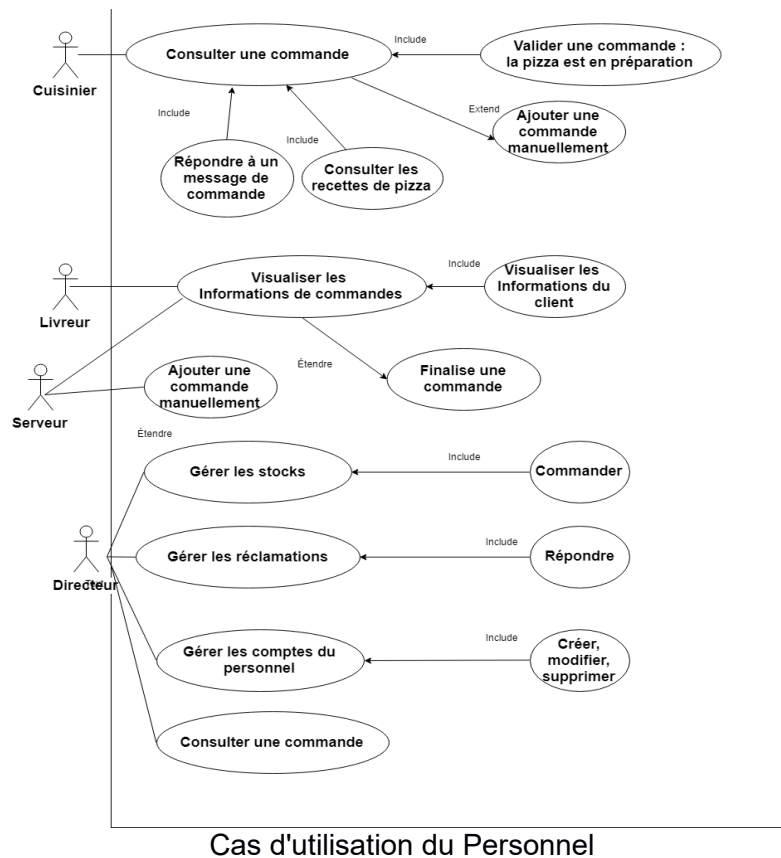 Consulter une commande
Include
Valider une commande :
la pizza est en préparation
Cuisinier
Include
Include
Extend
Ajouter une
commande
manuellement
Répondre à un
message de
commande
Consulter les
recettes de pizza
Visualiser les
Informations de commandes
Include
Visualiser les
Informations du
client
Livreur
Étendre
Finalise une
commande
Ajouter une
commande
manuellement
Serveur
Étendre
Gérer les stocks
Include
Commander
Gérer les réclamations
Include
Répondre
Directeur
Gérer les comptes du
personnel
Include
Créer,
modifier,
supprimer
Consulter une commande
Cas d'utilisation du Personnel